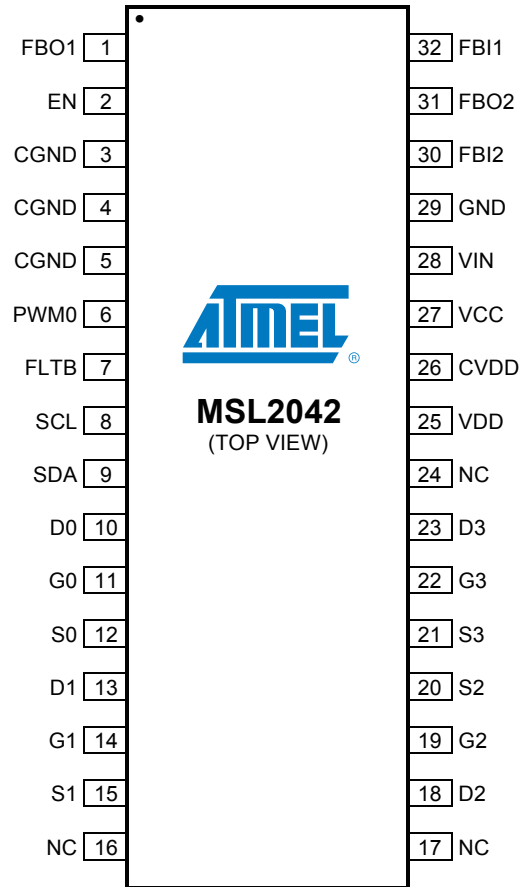 FBO1 1 32 FBI1
EN 2 31 FBO2
CGND 3 30 FBI2
CGND 4 29 GND
CGND 5 28 VIN
PWM0 6 27 VCC
FLTB 7 26 CVDD
SCL 8 25 VDD
SDA 9 24 NC
D0 10 23 D3
G0 11 22 G3
S0 12 21 S3
D1 13 20 S2
G1 14 19 G2
S1 15 18 D2
NC 16 17 NC
ATMEL ®
MSL2042
(TOP VIEW)